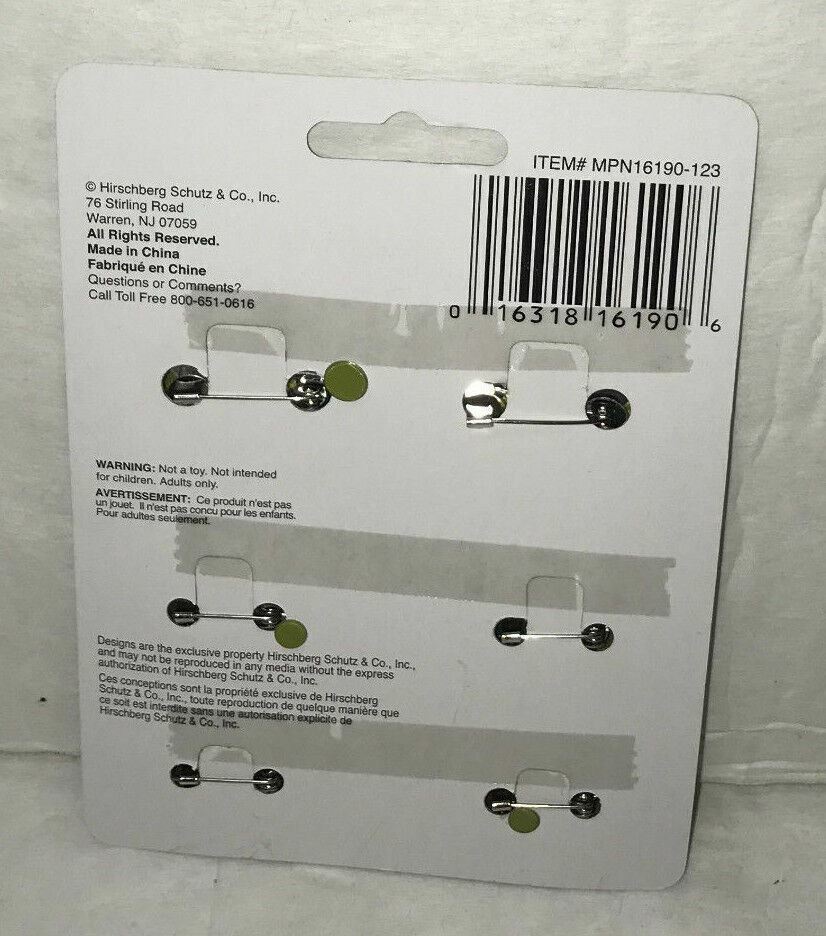 ITEM# MPN16190-123
© Hirschberg Schutz & Co., Inc.
76 Stirling Road
Warren, NJ 07059
All Rights Reserved.
Made in China
Fabriqué en Chine
Questions or Comments?
Call Toll Free 800-651-0616
0 16318 16190 6
WARNING: Not a toy. Not intended
for children. Adults only.
AVERTISSEMENT: Ce produit n'est pas
un jouet. Il n'est pas conçu pour les enfants.
Pour adultes seulement.
Designs are the exclusive property Hirschberg Schutz & Co., Inc.,
and may not be reproduced in any media without the express
authorization of Hirschberg Schutz & Co., Inc.
Ces conceptions sont la propriété exclusive de Hirschberg
Schutz & Co., Inc., toute reproduction de quelque manière que
ce soit est interdite sans une autorisation explicite de
Hirschberg Schutz & Co., Inc.